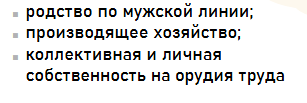 родство по мужской линии;
производящее хозяйство;
коллективная и личная
собственность на орудия труда